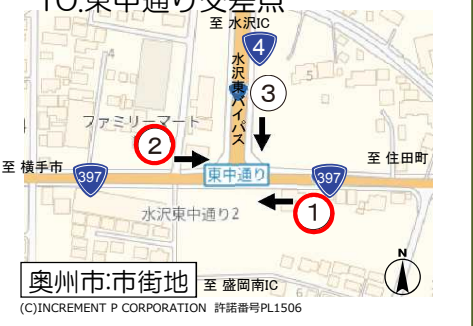 10.東中通り交差点
至 水沢IC
4
水沢東バイパス
③
ファミリーマート
②
至 横手市
397
東中通り
397
至 住田町
①
水沢東中通り2
N
奥州市:市街地
至 盛岡南IC
(C)INCREMENT P CORPORATION 許諾番号PL1506